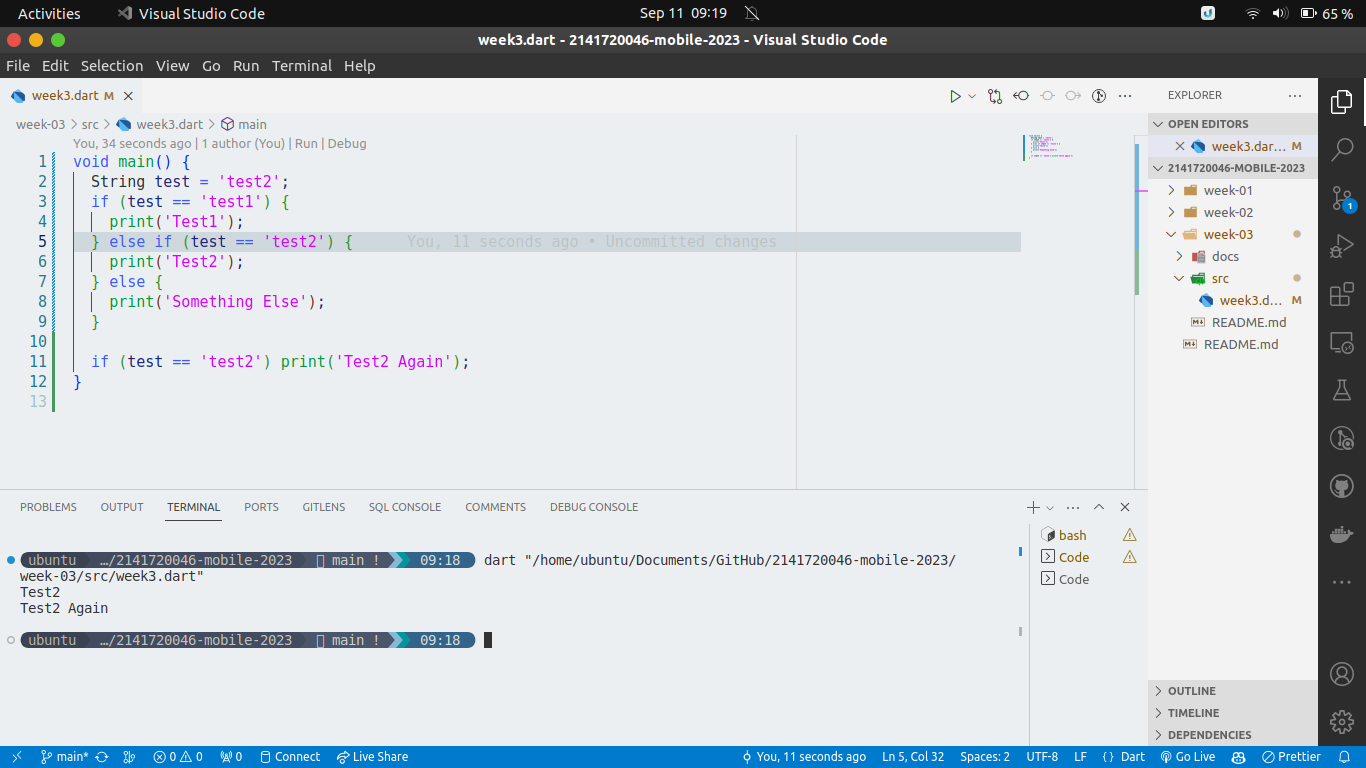 Activities Visual Studio Code Sep 11 09:19 65 %
week3.dart - 2141720046-mobile-2023 - Visual Studio Code
File Edit Selection View Go Run Terminal Help
week3.dart M
week-03 > src > week3.dart > main
You, 34 seconds ago | 1 author (You) | Run | Debug
1 void main() {
2 String test = 'test2';
3 if (test == 'test1') {
4 print('Test1');
5 } else if (test == 'test2') { You, 11 seconds ago • Uncommitted changes
6 print('Test2');
7 } else {
8 print('Something Else');
9 }
10
11 if (test == 'test2') print('Test2 Again');
12 }
13
EXPLORER
OPEN EDITORS
week3.dar... M
2141720046-MOBILE-2023
week-01
week-02
week-03
docs
src
week3.d... M
README.md
README.md
OUTLINE
TIMELINE
DEPENDENCIES
1
PROBLEMS OUTPUT TERMINAL PORTS GITLENS SQL CONSOLE COMMENTS DEBUG CONSOLE
ubuntu …/2141720046-mobile-2023 main ! 09:18 dart "/home/ubuntu/Documents/GitHub/2141720046-mobile-2023/
week-03/src/week3.dart"
Test2
Test2 Again
ubuntu …/2141720046-mobile-2023 main ! 09:18
bash
Code
Code
main* 0 0 0 Connect Live Share You, 11 seconds ago Ln 5, Col 32 Spaces: 2 UTF-8 LF { } Dart Go Live Prettier